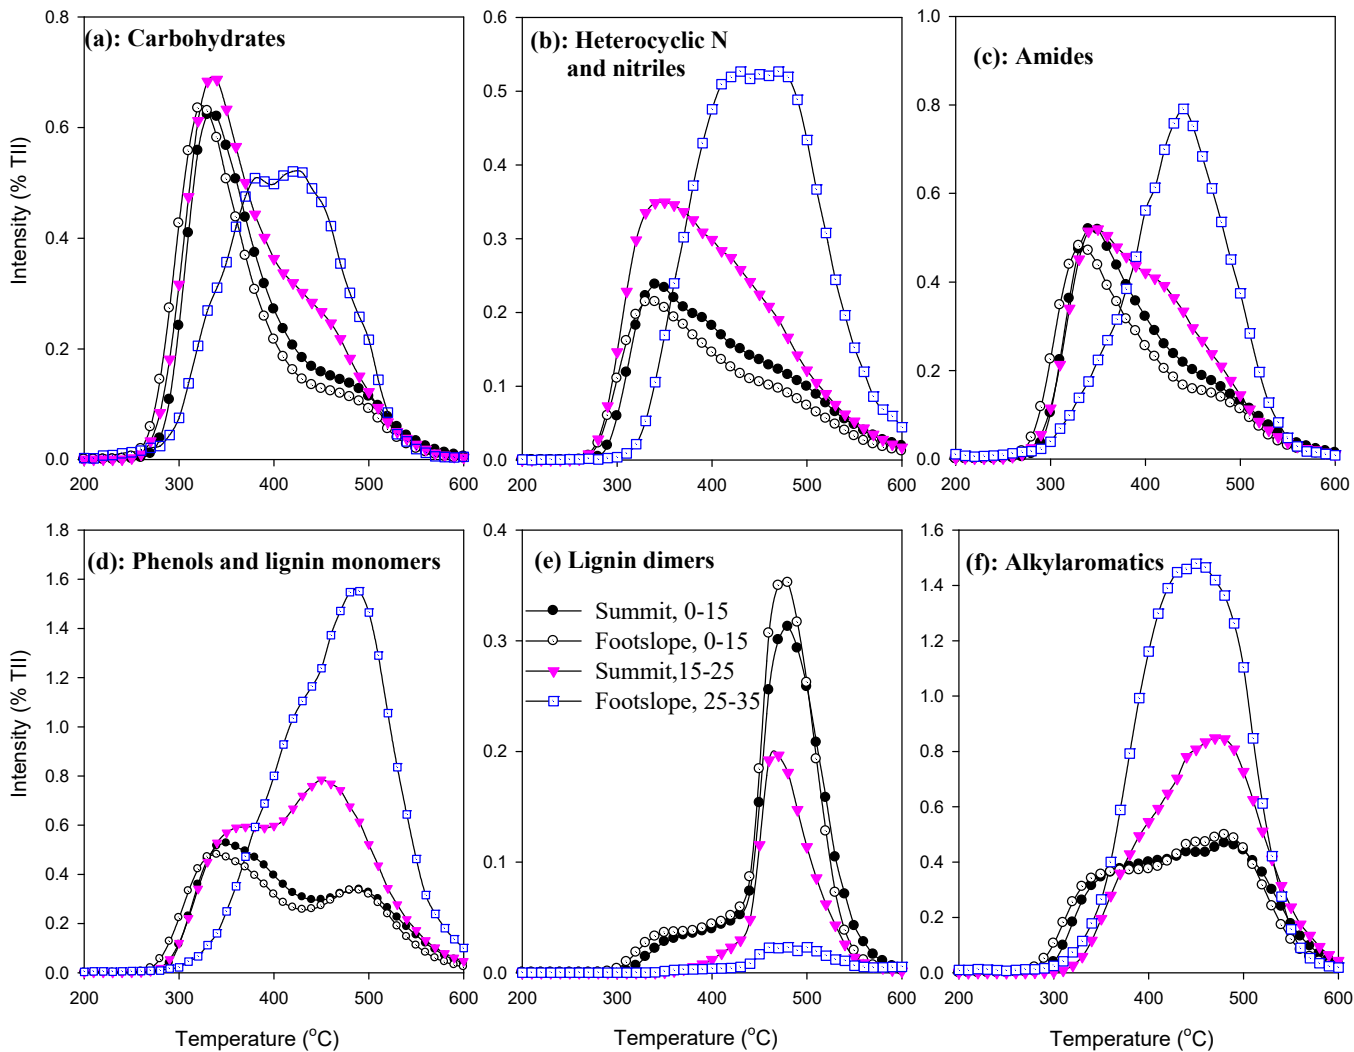 (a): Carbohydrates
(b): Heterocyclic N
and nitriles
(c): Amides
Intensity (% TII)
0.8
0.6
0.4
0.2
0.0
200 300 400 500 600
0.6
0.5
0.4
0.3
0.2
0.1
0.0
200 300 400 500 600
1.0
0.8
0.6
0.4
0.2
0.0
200 300 400 500 600
(d): Phenols and lignin monomers
(e) Lignin dimers
(f): Alkylaromatics
Summit, 0-15
Footslope, 0-15
Summit,15-25
Footslope, 25-35
Intensity (% TII)
1.8
1.6
1.4
1.2
1.0
0.8
0.6
0.4
0.2
0.0
200 300 400 500 600
0.4
0.3
0.2
0.1
0.0
200 300 400 500 600
1.6
1.4
1.2
1.0
0.8
0.6
0.4
0.2
0.0
200 300 400 500 600
Temperature (°C)
Temperature (°C)
Temperature (°C)